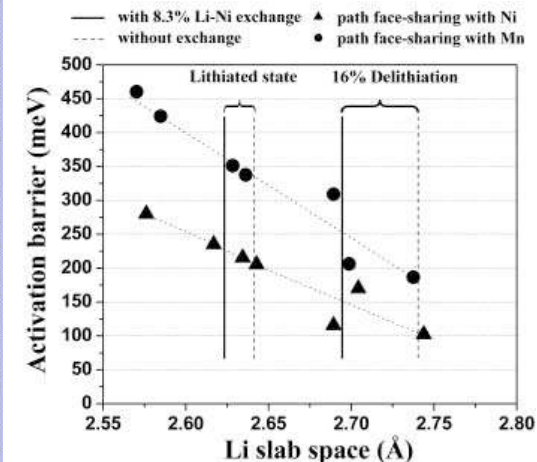 with 8.3% Li-Ni exchange ▲ path face-sharing with Ni
without exchange ● path face-sharing with Mn
Lithiated state 16% Delithiation
Activation barrier (meV)
500
450
400
350
300
250
200
150
100
50
0
2.55 2.60 2.65 2.70 2.75 2.80
Li slab space (Å)